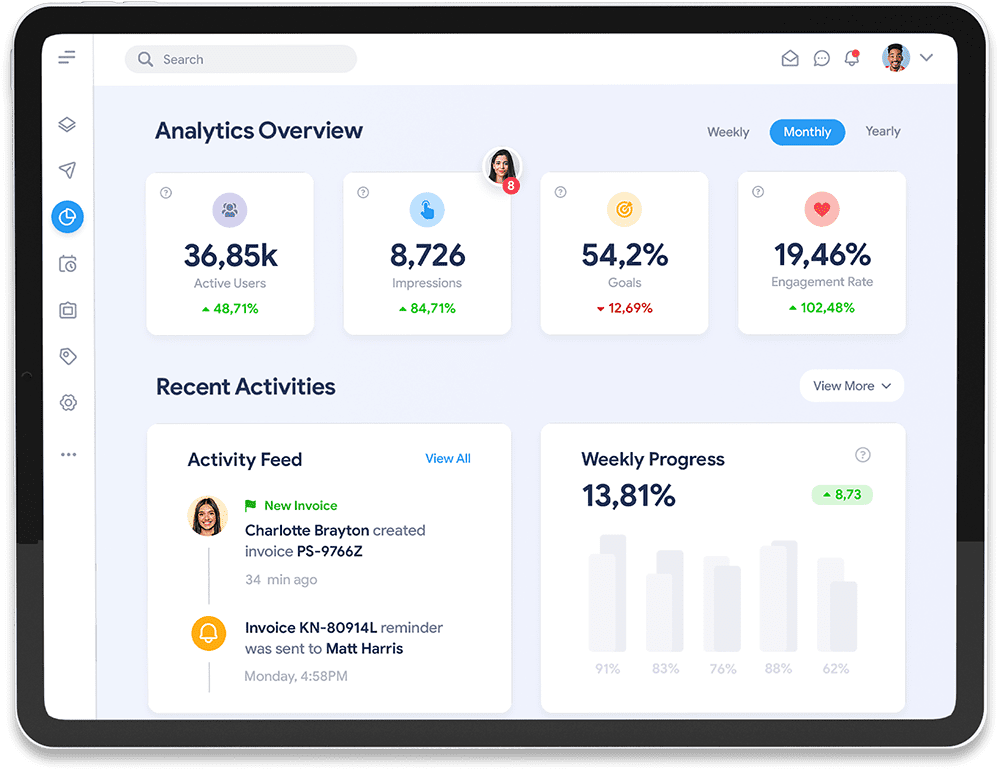 Search
Analytics Overview
Weekly
Monthly
Yearly
8
36,85k
Active Users
48,71%
8,726
Impressions
84,71%
54,2%
Goals
12,69%
19,46%
Engagement Rate
102,48%
Recent Activities
View More
Activity Feed
View All
New Invoice
Charlotte Brayton created
invoice PS-9766Z
34 min ago
Invoice KN-80914L reminder
was sent to Matt Harris
Monday, 4:58PM
Weekly Progress
13,81%
8,73
91%
83%
76%
88%
62%